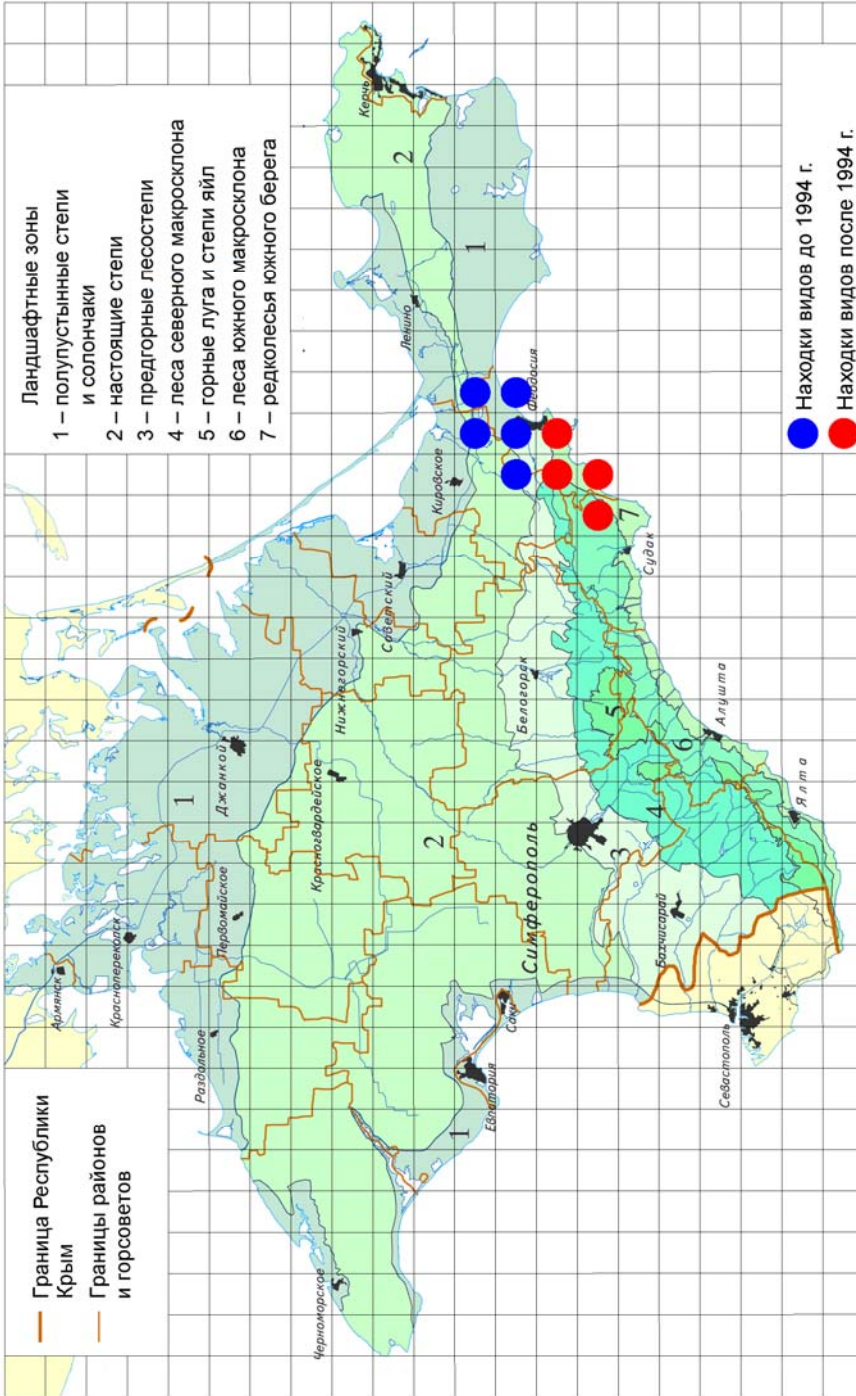 Граница Республики
Крым
Границы районов
и горсоветов
Ландшафтные зоны
1 – полупустынные степи
и солончаки
2 – настоящие степи
3 – предгорные лесостепи
4 – леса северного макросклона
5 – горные луга и степи яйл
6 – леса южного макросклона
7 – редколесья южного берега
Армянск
Красноперекопск
Раздольное
Первомайское
1
Джанкой
Черноморское
Красногвардейское
Нижнегорский
Советский
Кировское
Ленино
Керчь
2
1
2
1
Евпатория
Саки
Симферополь
Белогорск
Феодосия
3
4
5
6
7
Судак
Бахчисарай
Алушта
Севастополь
Ялта
Находки видов до 1994 г.
Находки видов после 1994 г.